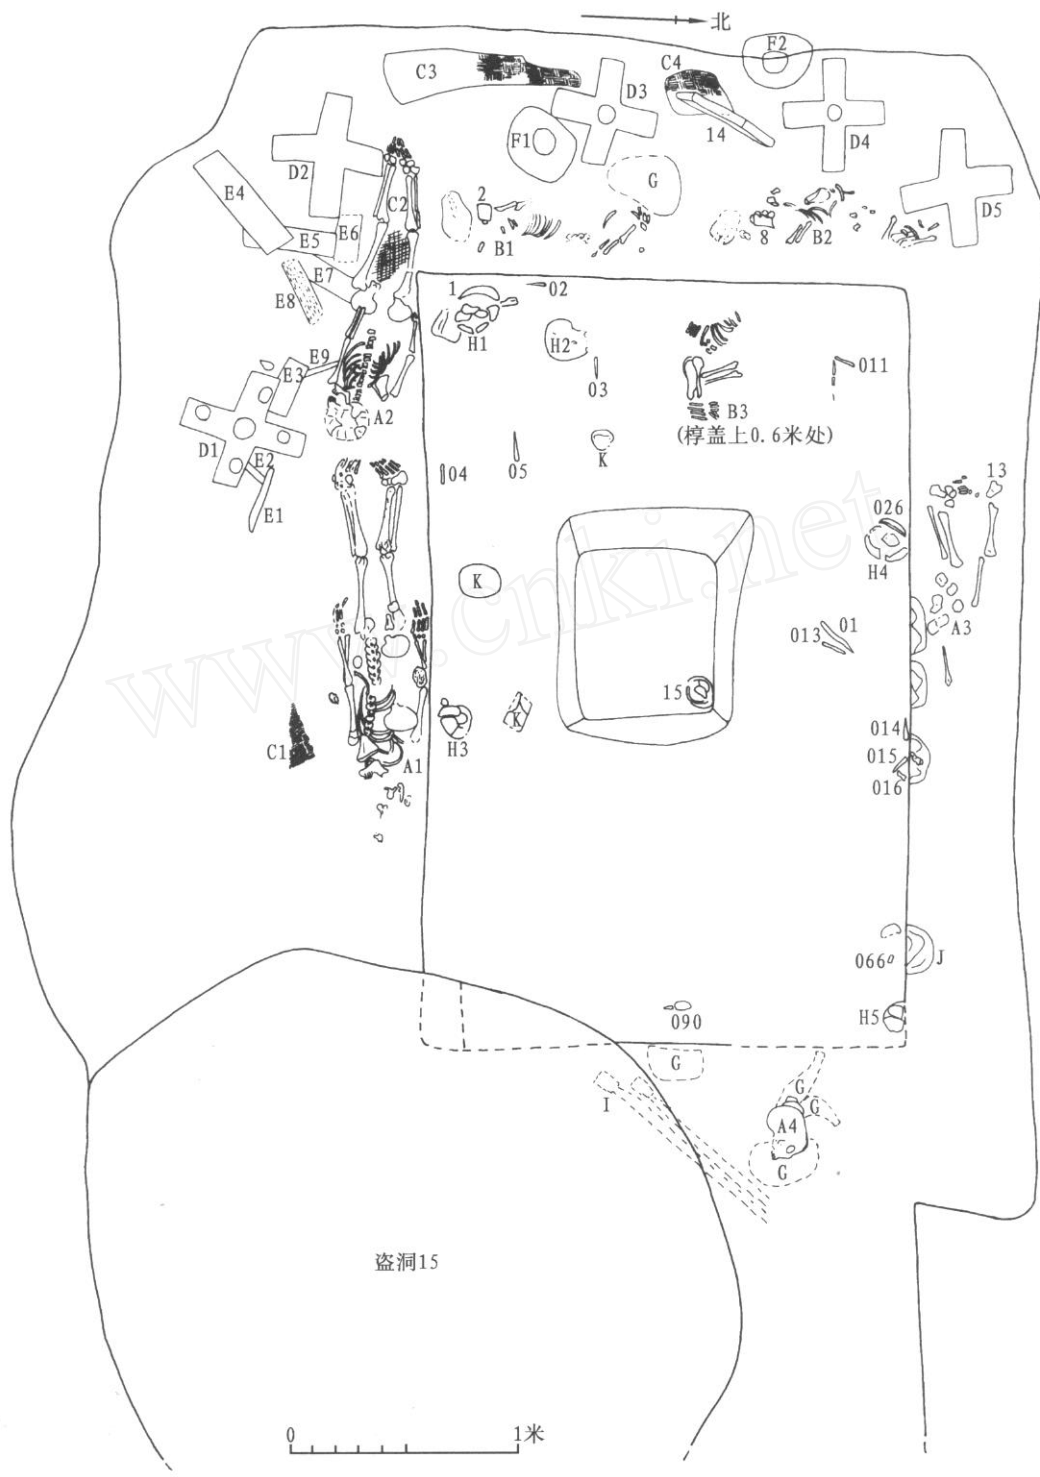 北
F2
C3
C4
D3
14
F1
D4
D2
E4
C2
G
D5
E5
E6
2
8
B2
B1
E7
E8
1
02
H1
H2
E9
03
011
E3
A2
B3
(椁盖上0.6米处)
D1
K
E2
04
05
E1
13
026
H4
www.cnki.net
K
013
01
A3
15
014
K
C1
A1
H3
015
016
066
J
090
H5
G
I
G
G
A4
G
盗洞15
0
1米